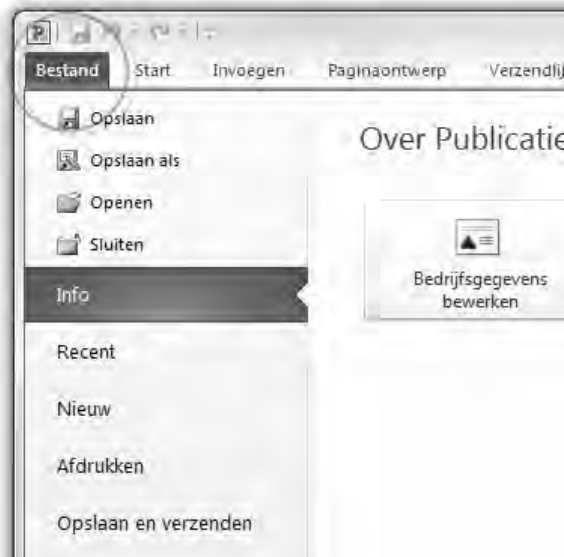 P
Bestand Start Invoegen Paginaontwerp Verzendlij
Opslaan
Opslaan als
Openen
Sluiten
Info
Recent
Nieuw
Afdrukken
Opslaan en verzenden
Over Publicatie
Bedrijfsgegevens
bewerken